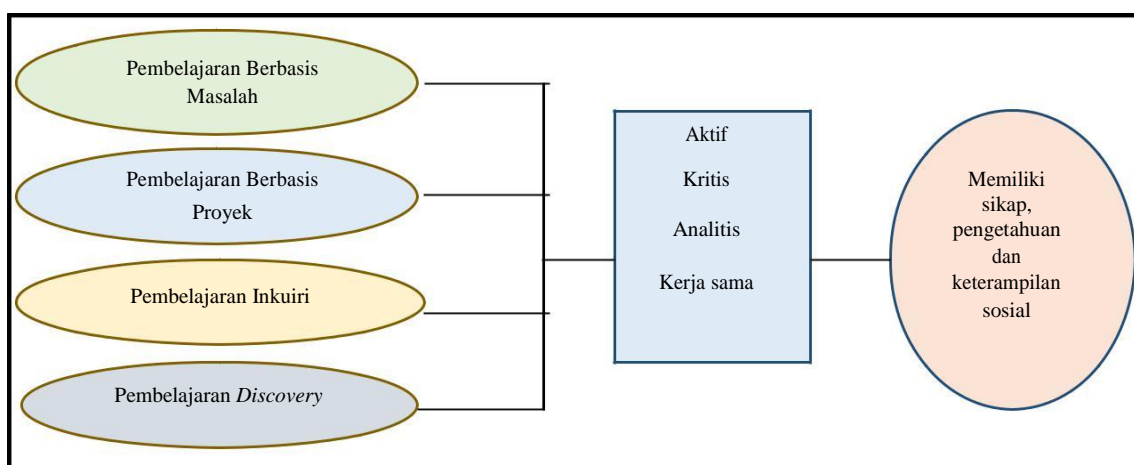 Pembelajaran Berbasis
Masalah
Pembelajaran Berbasis
Proyek
Pembelajaran Inkuiri
Pembelajaran Discovery
Aktif
Kritis
Analitis
Kerja sama
Memiliki
sikap,
pengetahuan
dan
keterampilan
sosial